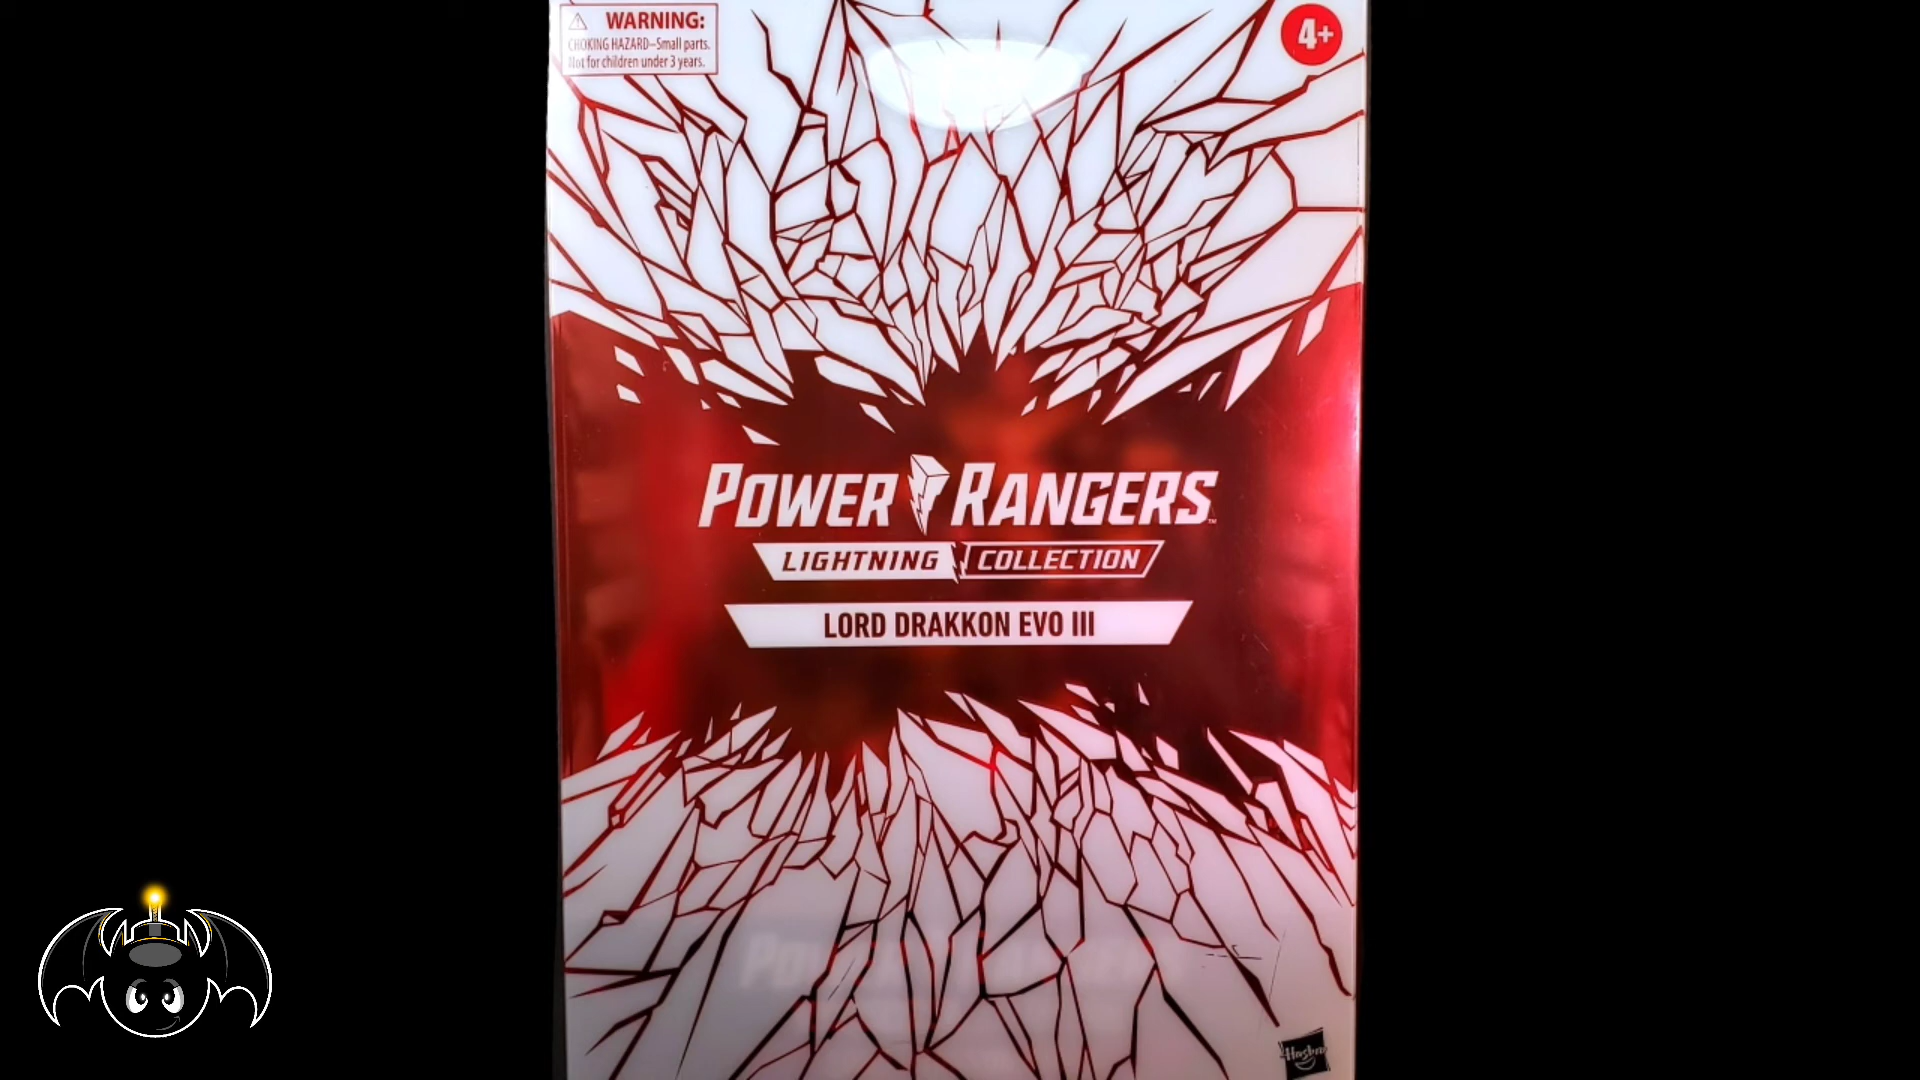 WARNING:
CHOKING HAZARD–Small parts.
Not for children under 3 years.
4+
POWER RANGERS™
LIGHTNING COLLECTION
LORD DRAKKON EVO III
Hasbro